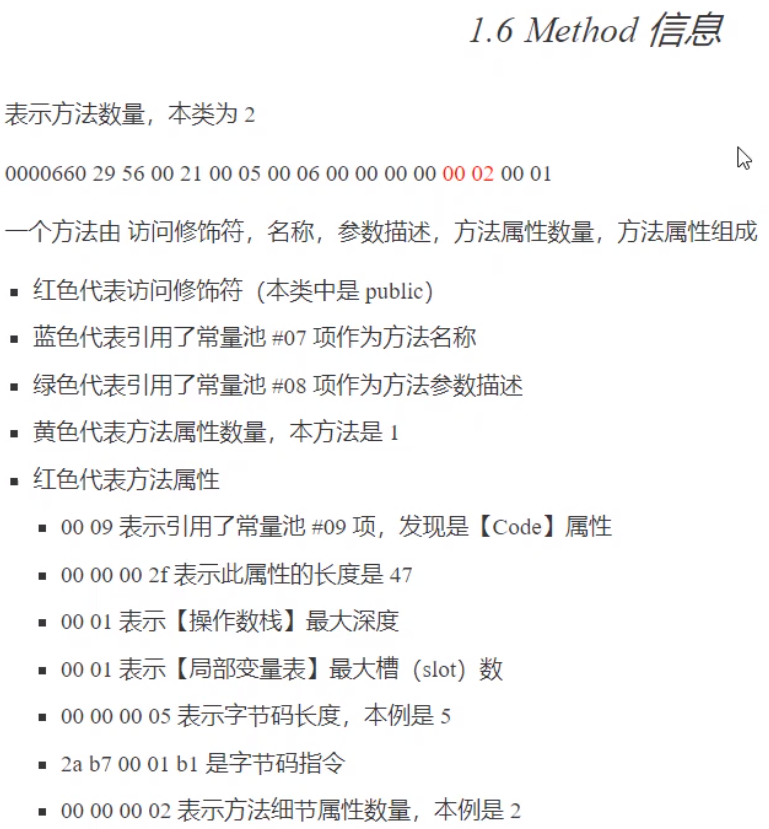 1.6 Method 信息
表示方法数量，本类为 2
0000660 29 56 00 21 00 05 00 06 00 00 00 00 00 02 00 01
一个方法由 访问修饰符，名称，参数描述，方法属性数量，方法属性组成
▪ 红色代表访问修饰符（本类中是 public）
▪ 蓝色代表引用了常量池 #07 项作为方法名称
▪ 绿色代表引用了常量池 #08 项作为方法参数描述
▪ 黄色代表方法属性数量，本方法是 1
▪ 红色代表方法属性
▪ 00 09 表示引用了常量池 #09 项，发现是【Code】属性
▪ 00 00 00 2f 表示此属性的长度是 47
▪ 00 01 表示【操作数栈】最大深度
▪ 00 01 表示【局部变量表】最大槽（slot）数
▪ 00 00 00 05 表示字节码长度，本例是 5
▪ 2a b7 00 01 b1 是字节码指令
▪ 00 00 00 02 表示方法细节属性数量，本例是 2